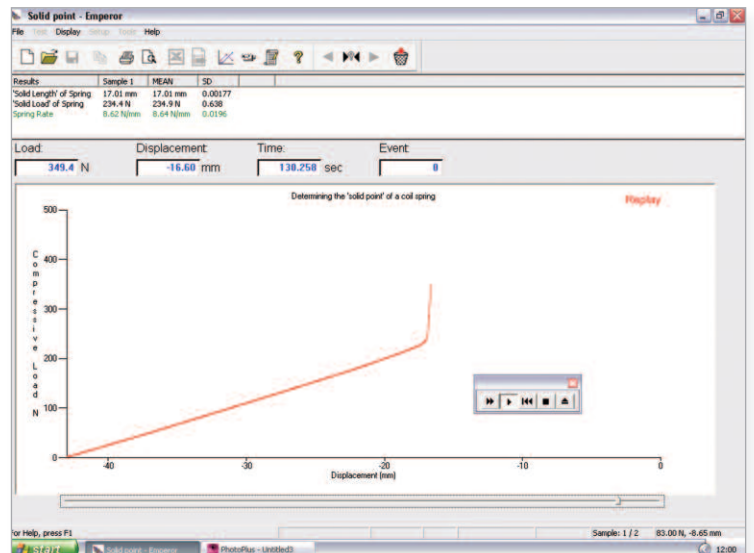 Solid point - Emperor
File Test Display Setup Tools Help
Results Sample 1 MEAN SD
'Solid Length' of Spring 17.01 mm 17.01 mm 0.00177
'Solid Load' of Spring 234.4 N 234.9 N 0.638
Spring Rate 8.62 N/mm 8.64 N/mm 0.0196
Load: Displacement: Time: Event:
349.4 N -16.60 mm 130.250 sec 0
Determining the 'solid point' of a coil spring
Replay
Compressive Load N
500
400
300
200
100
0
-40 -30 -20 -10 0
Displacement (mm)
For Help, press F1 Sample: 1 / 2 83.00 N, -8.65 mm
start Solid point - Emperor PhotoPlus - Untitled3 12:00